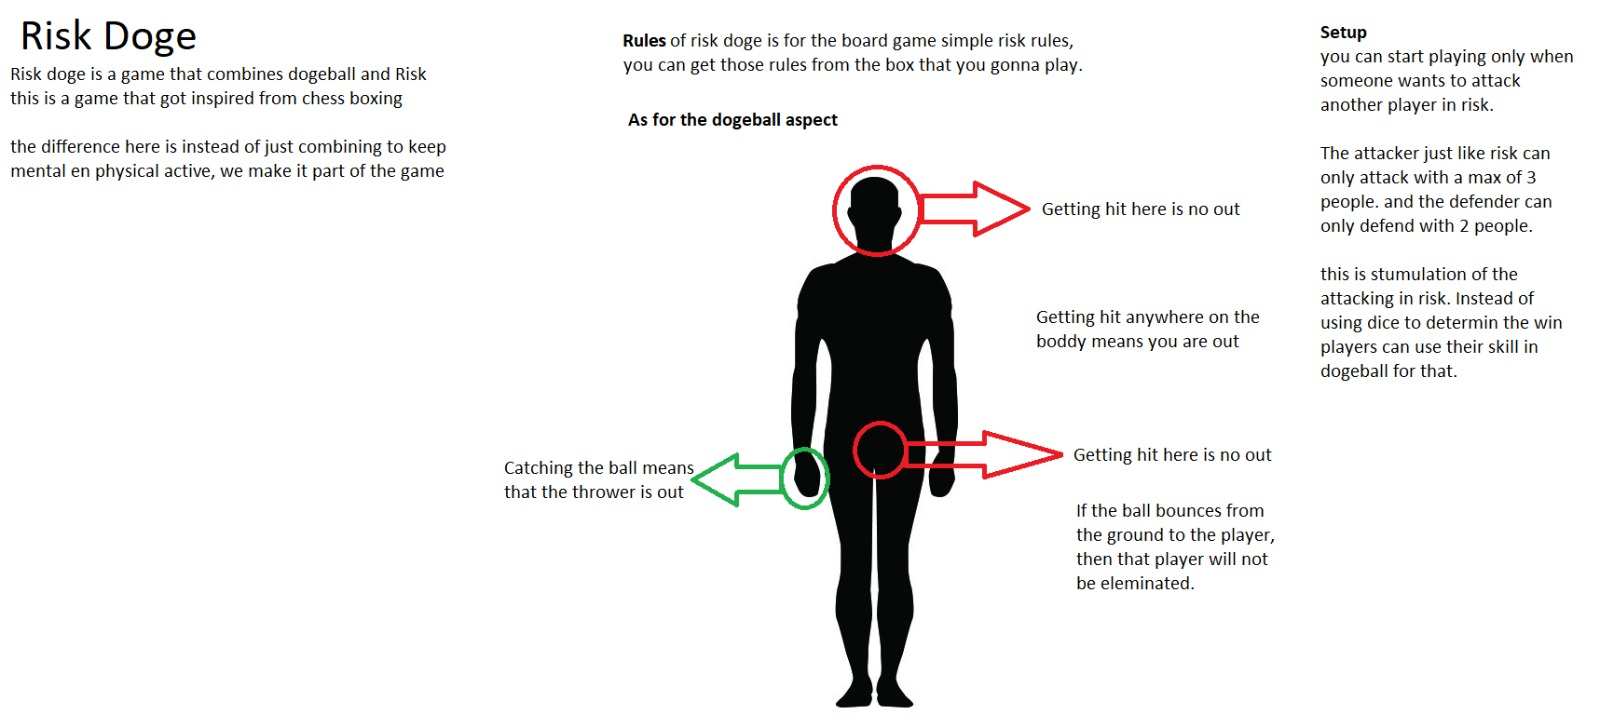 Risk Doge
Risk doge is a game that combines dogeball and Risk
this is a game that got inspired from chess boxing
the difference here is instead of just combining to keep
mental en physical active, we make it part of the game
Rules of risk doge is for the board game simple risk rules,
you can get those rules from the box that you gonna play.
As for the dogeball aspect
Getting hit here is no out
Getting hit anywhere on the
boddy means you are out
Catching the ball means
that the thrower is out
Getting hit here is no out
If the ball bounces from
the ground to the player,
then that player will not
be eleminated.
Setup
you can start playing only when
someone wants to attack
another player in risk.
The attacker just like risk can
only attack with a max of 3
people. and the defender can
only defend with 2 people.
this is stumulation of the
attacking in risk. Instead of
using dice to determin the win
players can use their skill in
dogeball for that.